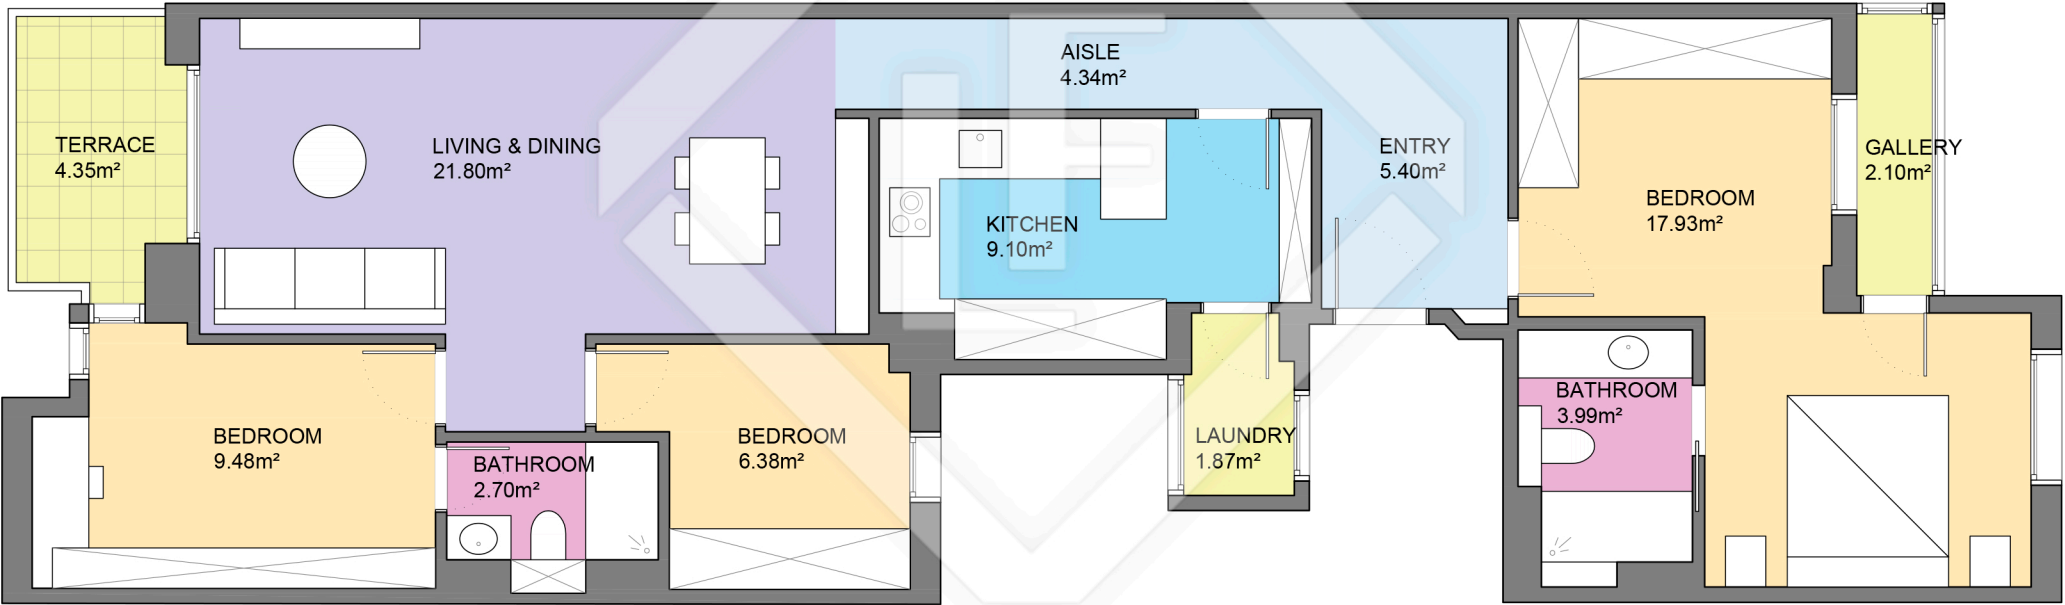 AISLE
4.34m²
TERRACE
4.35m²
LIVING & DINING
21.80m²
ENTRY
5.40m²
GALLERY
2.10m²
BEDROOM
17.93m²
KITCHEN
9.10m²
BATHROOM
3.99m²
BEDROOM
9.48m²
BATHROOM
2.70m²
BEDROOM
6.38m²
LAUNDRY
1.87m²